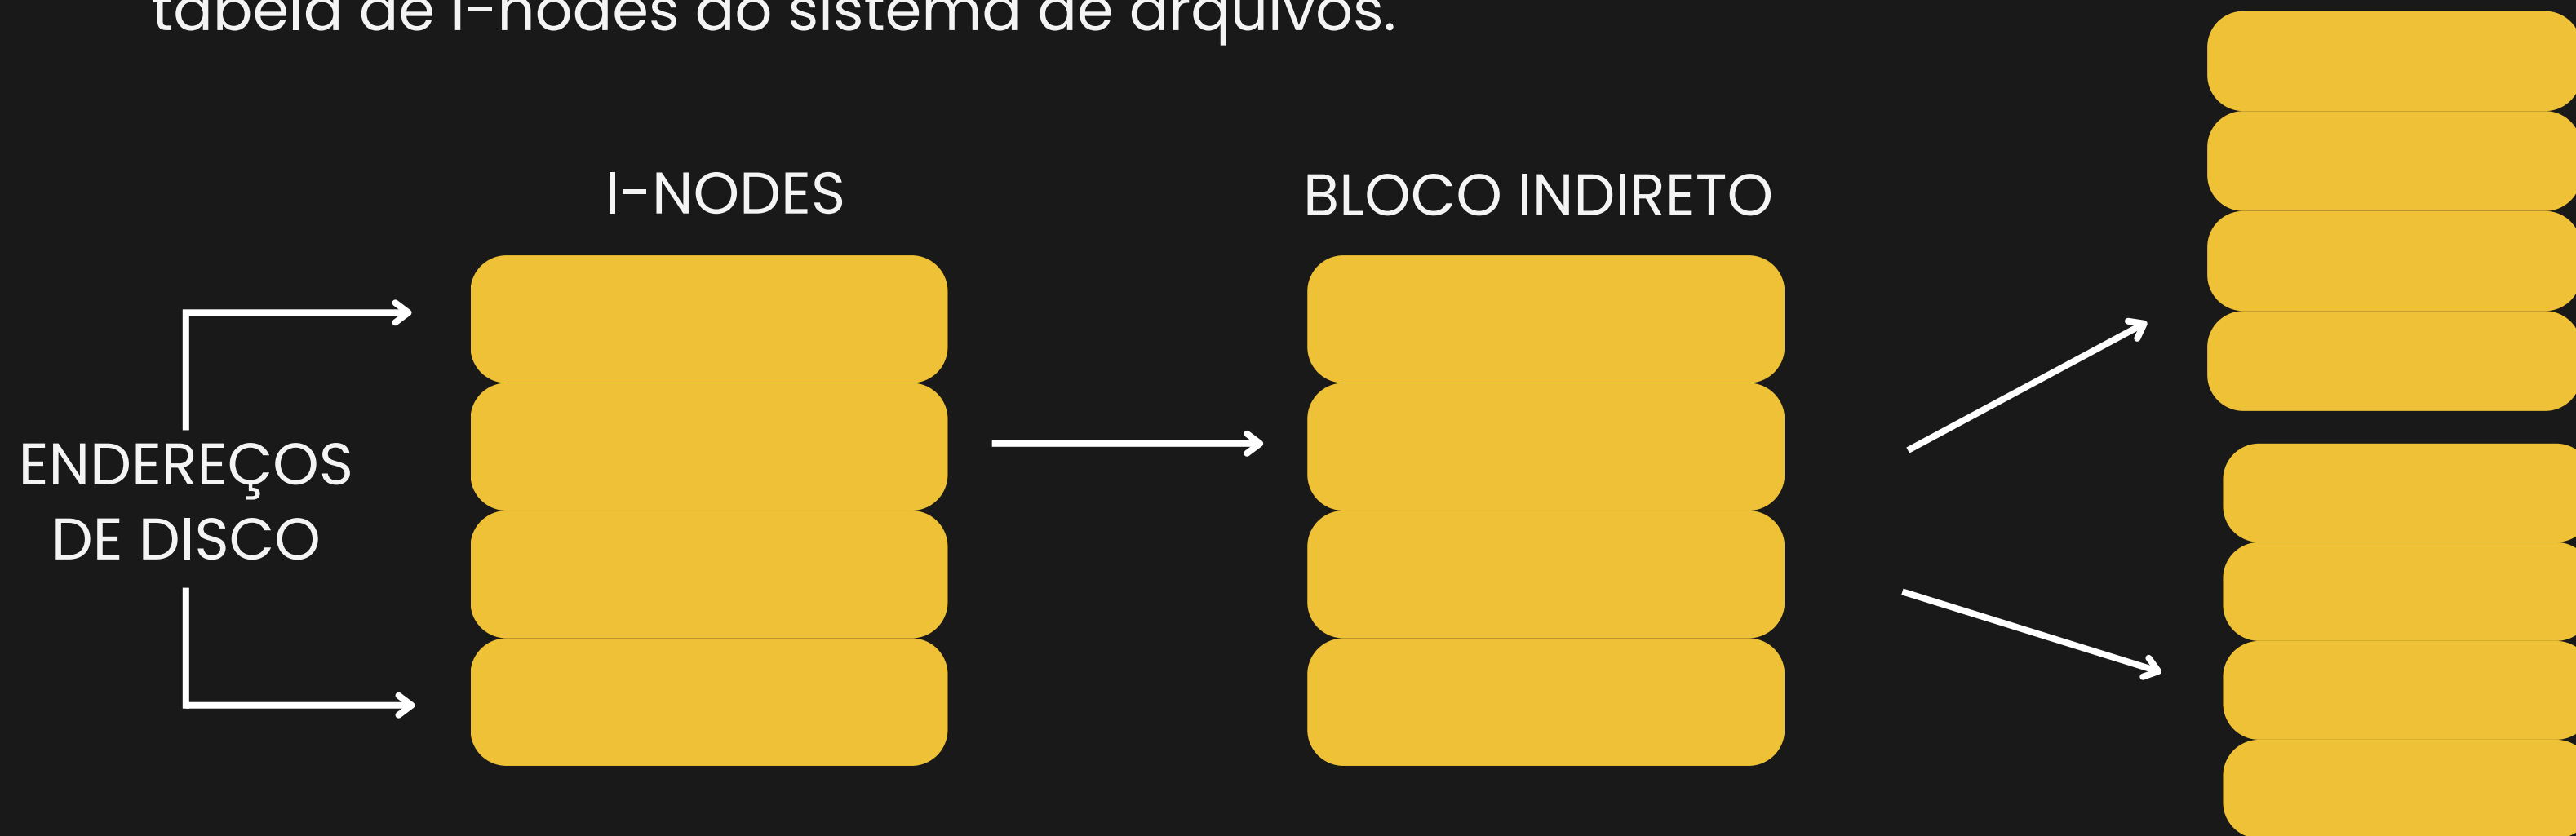 tabela de i-nodes do sistema de arquivos.
I-NODES
BLOCO INDIRETO
ENDEREÇOS
DE DISCO